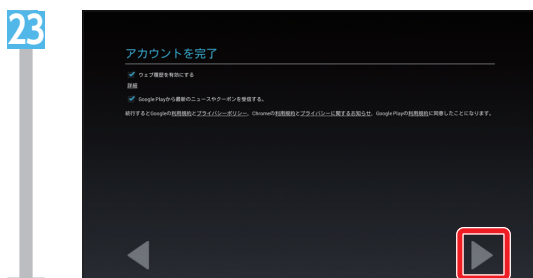 23
アカウントを完了
ウェブ履歴を有効にする
詳細
Google Playから最新のニュースやクーポンを受信する。
続行するとGoogleの利用規約とプライバシーポリシー、Chromeの利用規約とプライバシーに関するお知らせ、Google Playの利用規約に同意したことになります。